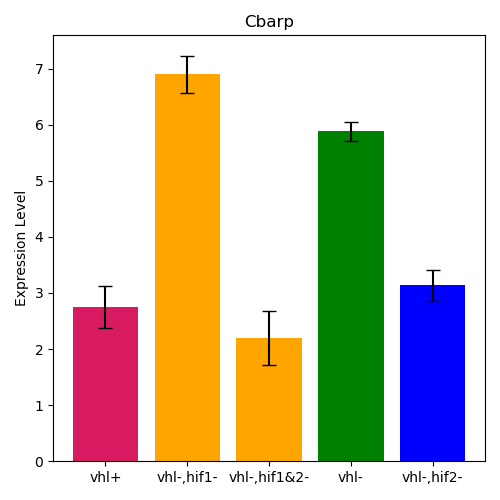 Cbarp
Expression Level
7
6
5
4
3
2
1
0
vhl+
vhl-,hif1-
vhl-,hif1&2-
vhl-
vhl-,hif2-